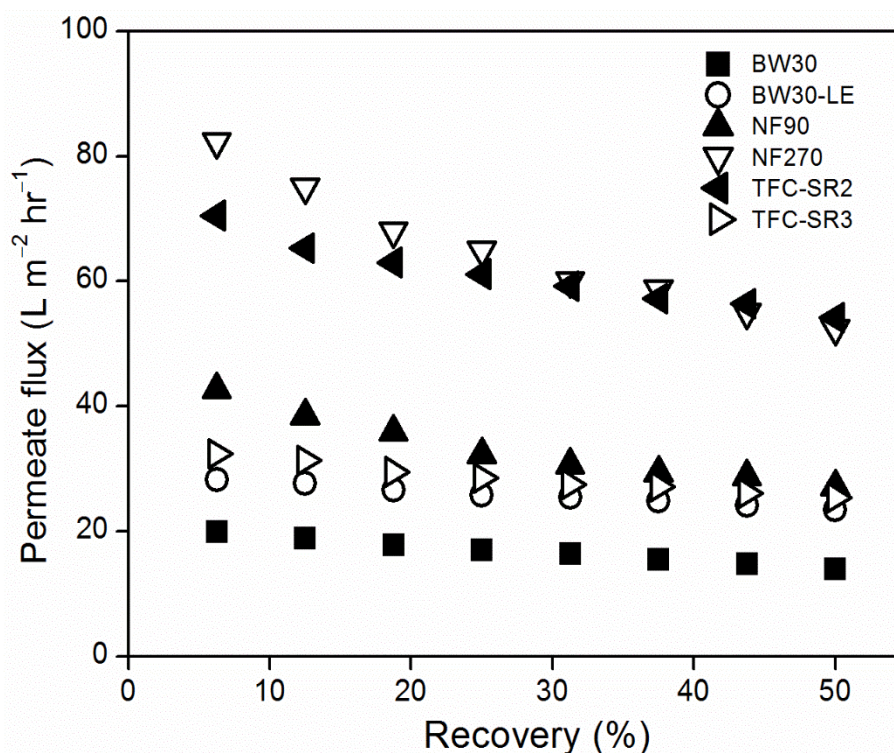 100
80
60
40
20
0
Permeate flux (L m⁻² hr⁻¹)
BW30
BW30-LE
NF90
NF270
TFC-SR2
TFC-SR3
0 10 20 30 40 50
Recovery (%)